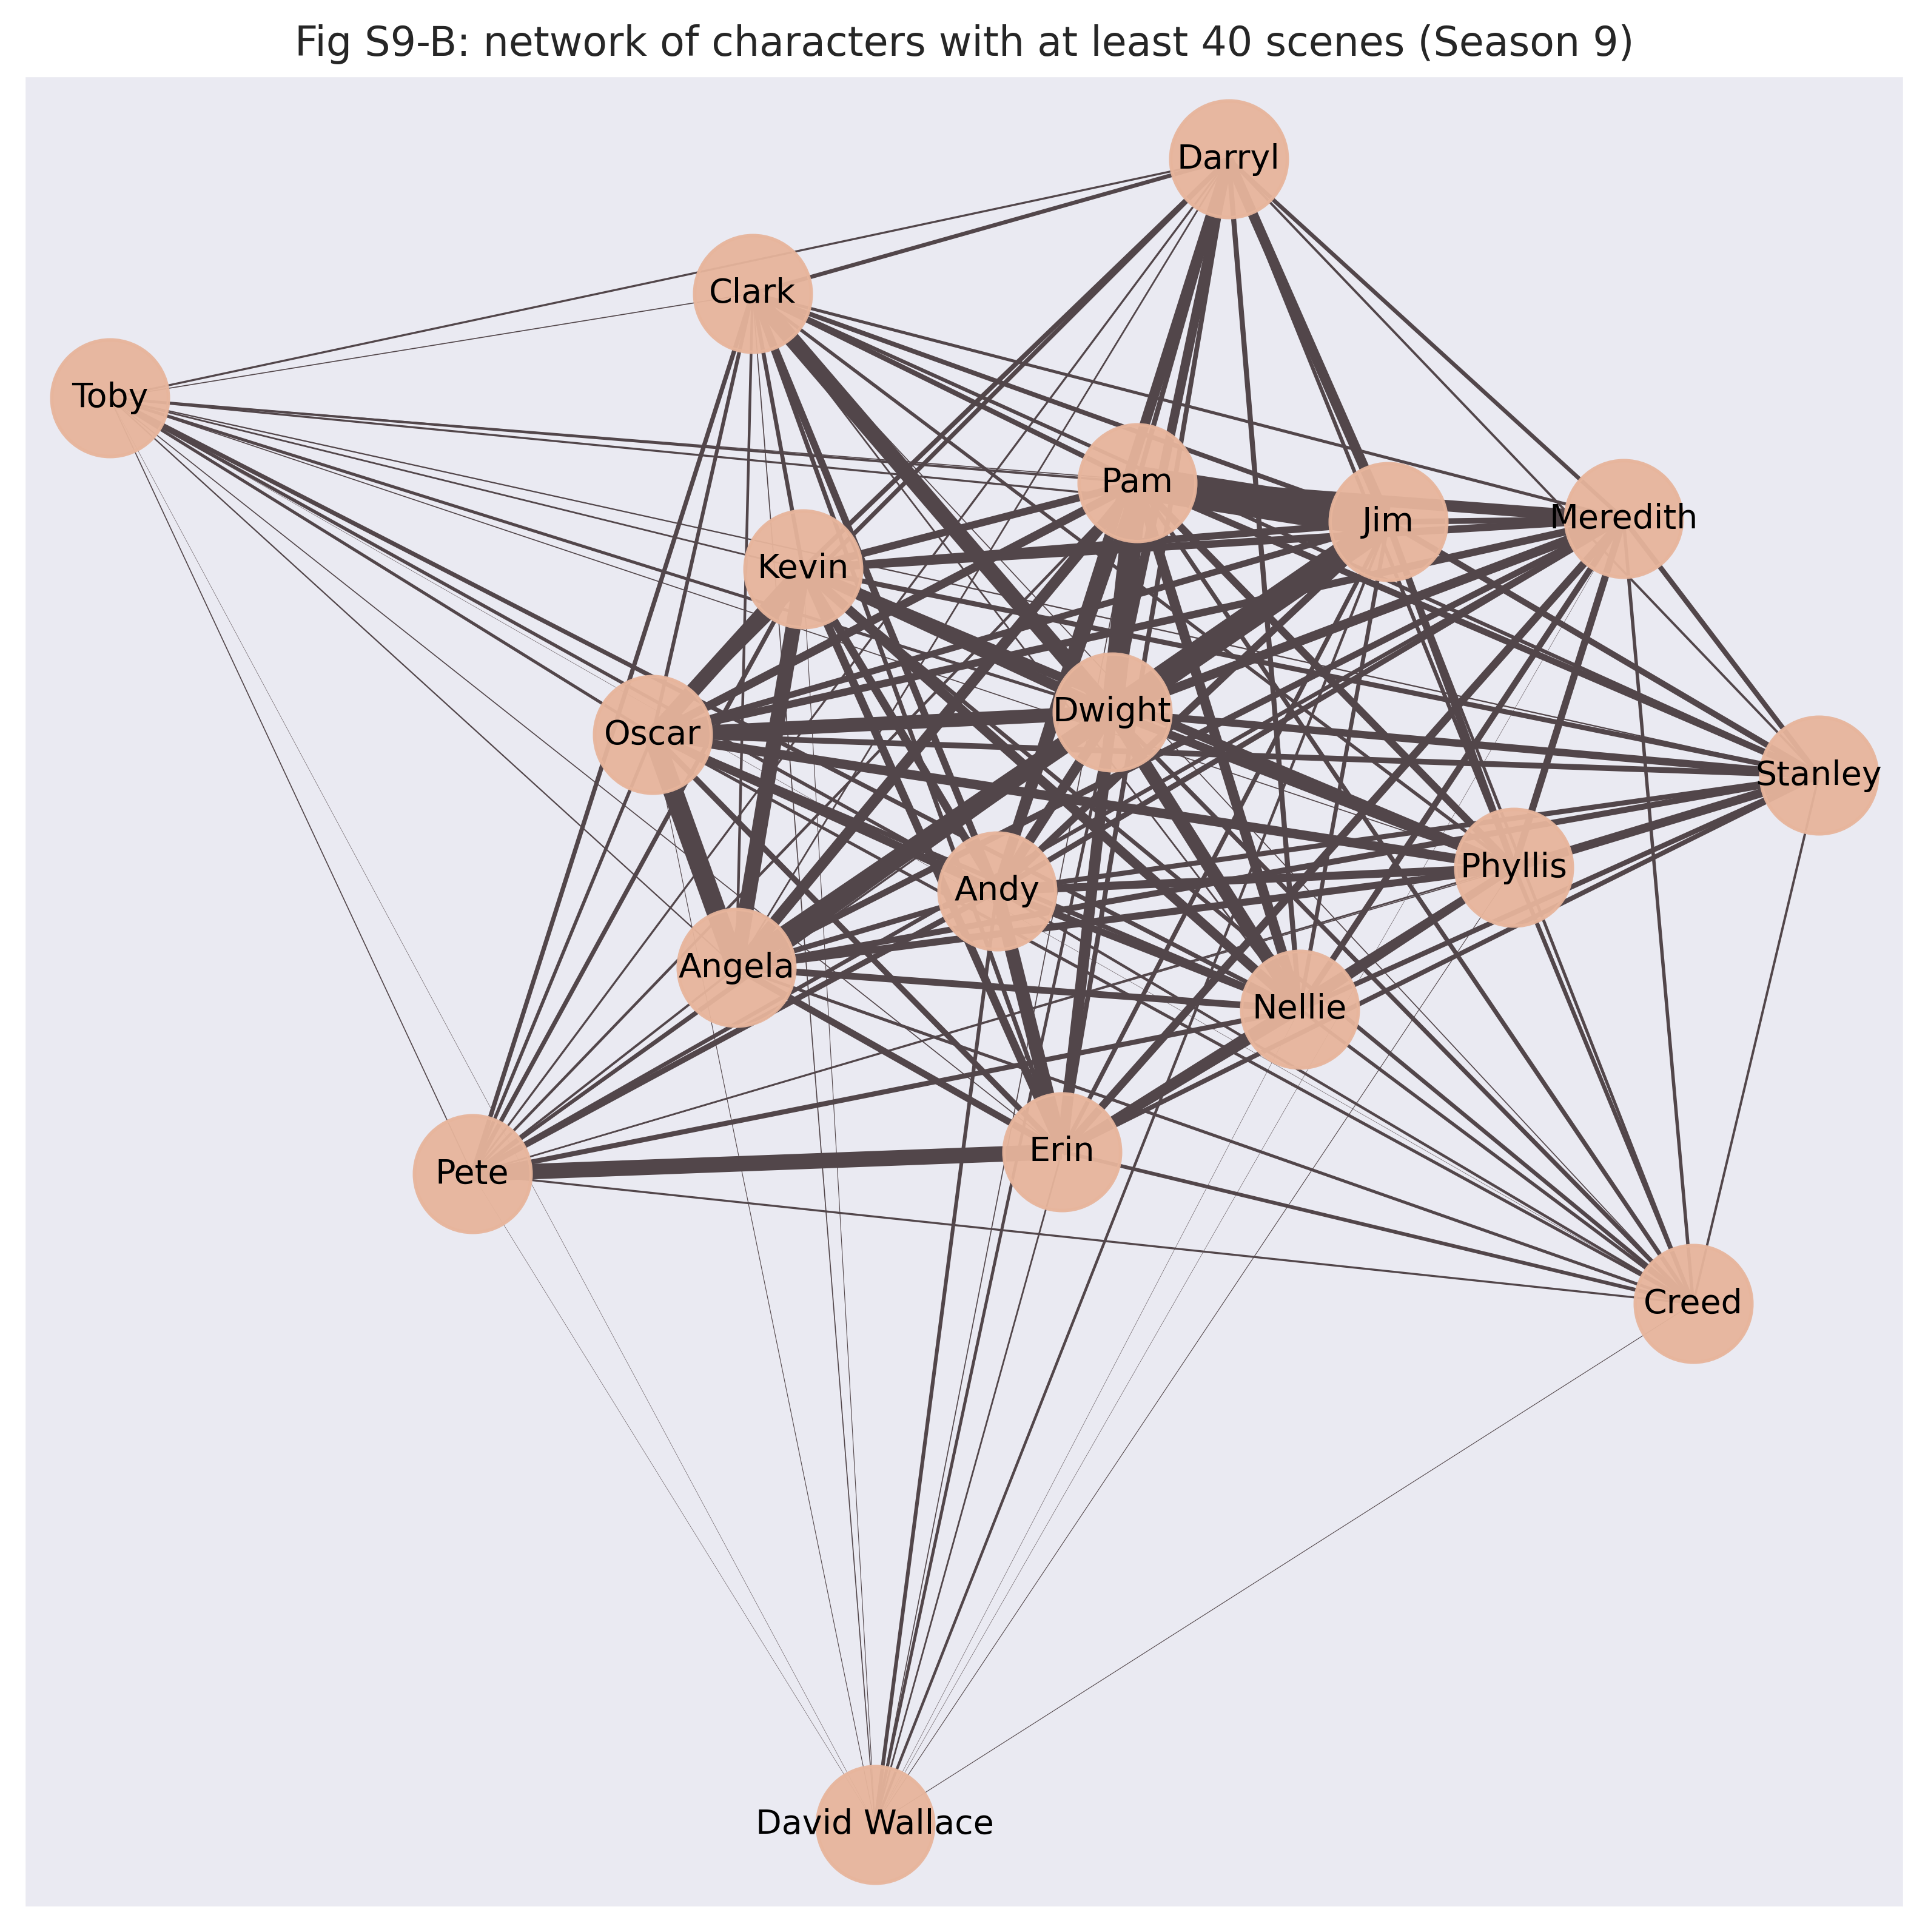 Fig S9-B: network of characters with at least 40 scenes (Season 9)
Darryl
Clark
Toby
Pam
Jim
Meredith
Kevin
Dwight
Oscar
Stanley
Phyllis
Andy
Angela
Nellie
Erin
Pete
Creed
David Wallace